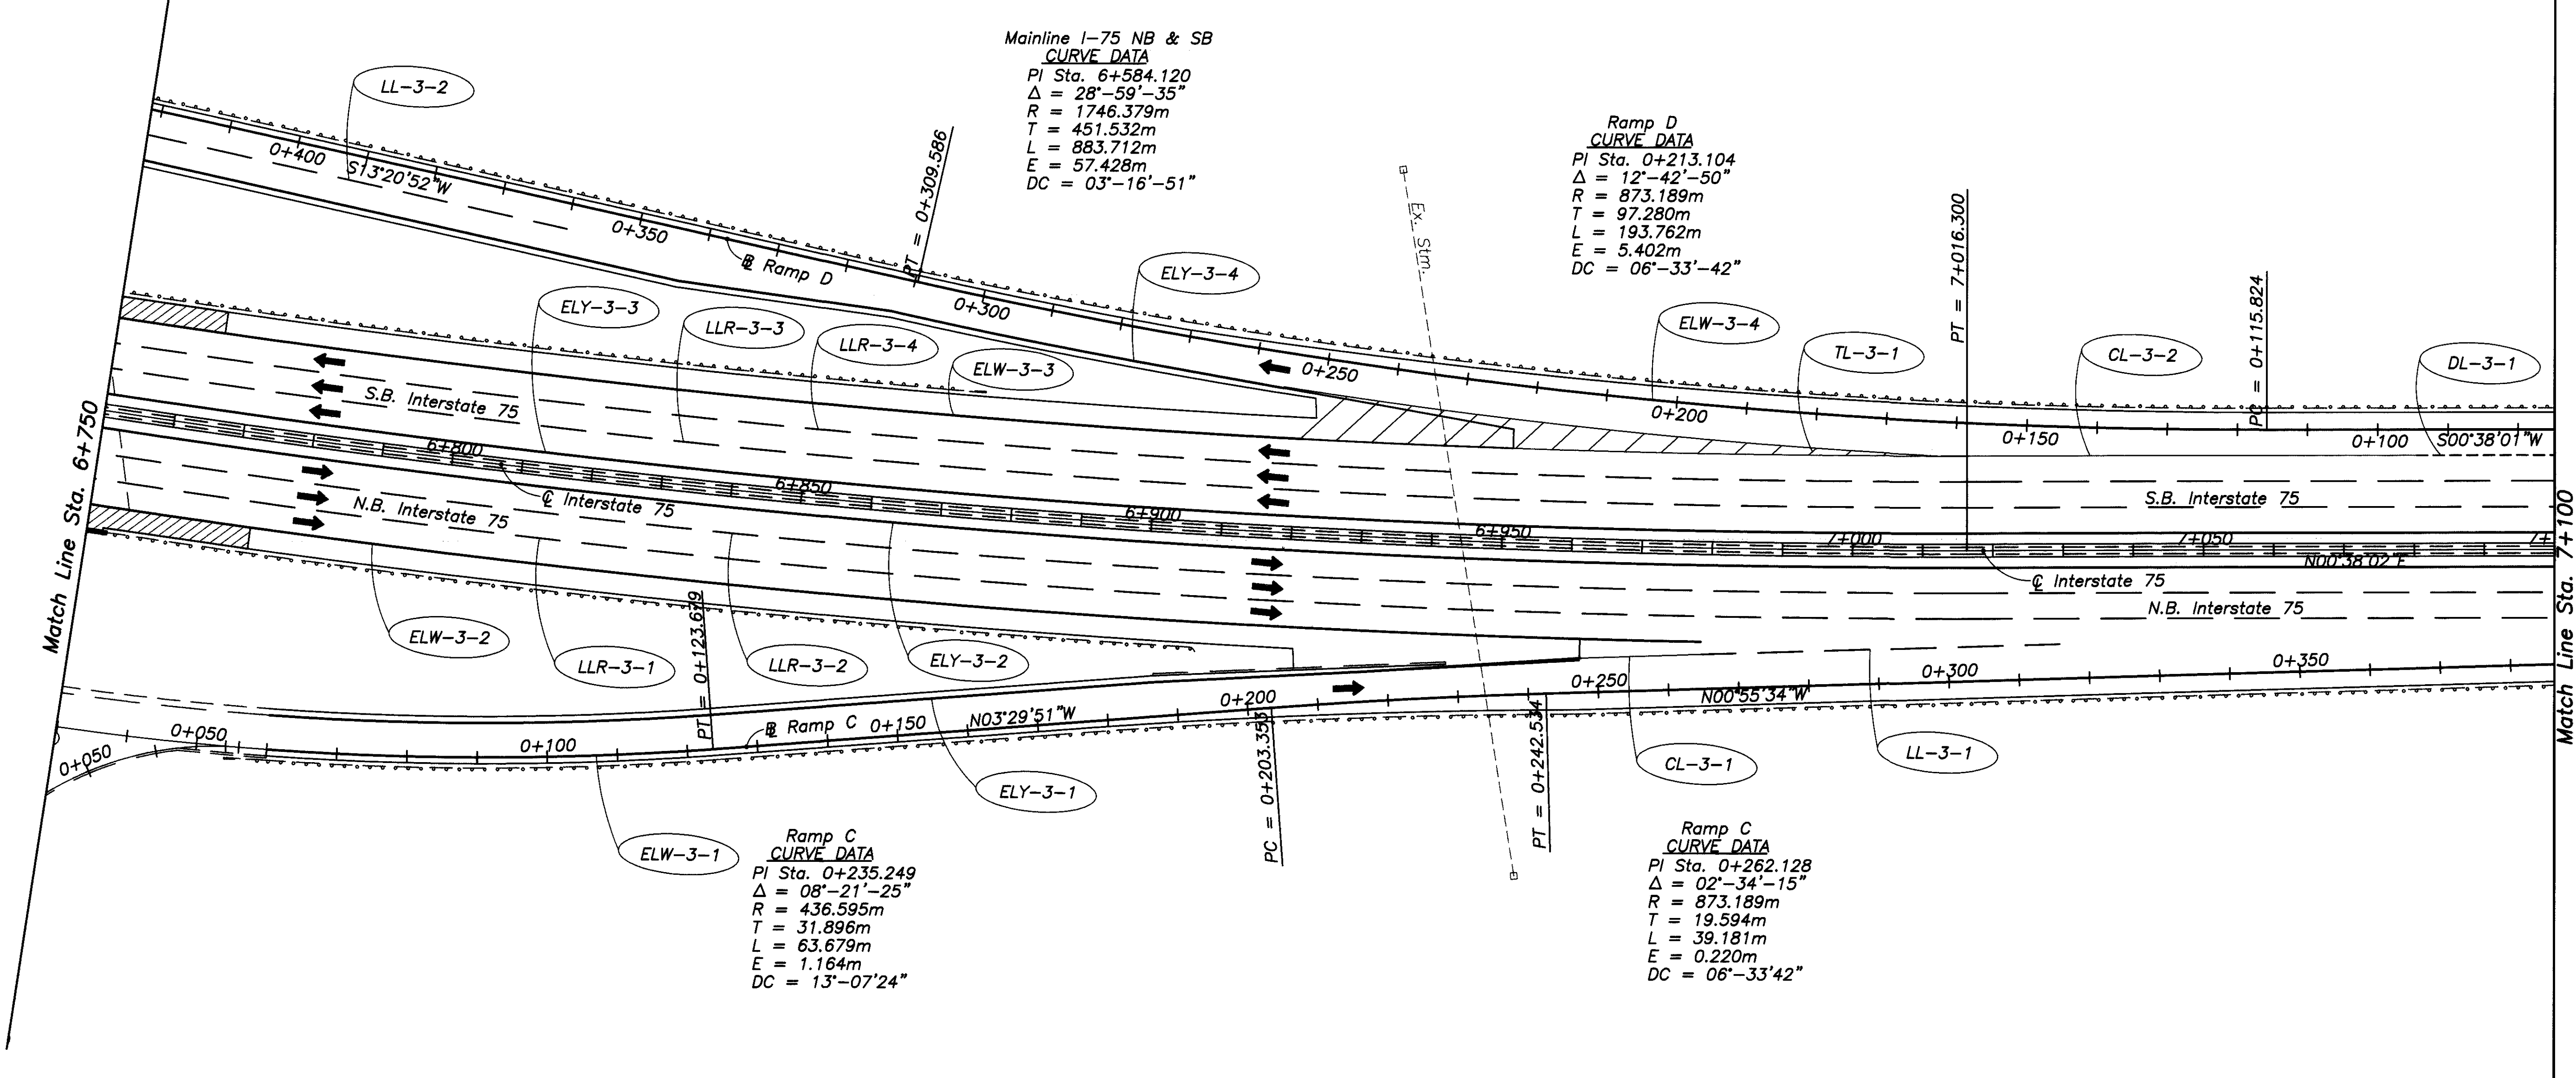 Mainline I-75 NB & SB
CURVE DATA
PI Sta. 6+584.120
Δ = 28°-59'-35"
R = 1746.379m
T = 451.532m
L = 883.712m
E = 57.428m
DC = 03°-16'-51"
Ramp D
CURVE DATA
PI Sta. 0+213.104
Δ = 12°-42'-50"
R = 873.189m
T = 97.280m
L = 193.762m
E = 5.402m
DC = 06°-33'-42"
LL-3-2
0+400
S13°20'52"W
0+350
℄ Ramp D
PT = 0+309.586
0+300
Ex. Stm.
0+250
0+200
PT = 7+016.300
0+150
PC = 0+115.824
0+100
S00°38'01"W
ELY-3-3
LLR-3-3
LLR-3-4
ELW-3-3
ELY-3-4
ELW-3-4
TL-3-1
CL-3-2
DL-3-1
Match Line Sta. 6+750
S.B. Interstate 75
S.B. Interstate 75
6+800
6+850
6+900
6+950
7+000
7+050
7+
N00°38'02"E
℄ Interstate 75
℄ Interstate 75
N.B. Interstate 75
N.B. Interstate 75
Match Line Sta. 7+100
ELW-3-2
LLR-3-1
LLR-3-2
ELY-3-2
PT = 0+123.679
0+050
0+050
0+100
℄ Ramp C
0+150
N03°29'51"W
0+200
PC = 0+203.353
0+250
PT = 0+242.534
N00°55'34"W
0+300
0+350
ELW-3-1
ELY-3-1
CL-3-1
LL-3-1
Ramp C
CURVE DATA
PI Sta. 0+235.249
Δ = 08°-21'-25"
R = 436.595m
T = 31.896m
L = 63.679m
E = 1.164m
DC = 13°-07'24"
Ramp C
CURVE DATA
PI Sta. 0+262.128
Δ = 02°-34'-15"
R = 873.189m
T = 19.594m
L = 39.181m
E = 0.220m
DC = 06°-33'42"